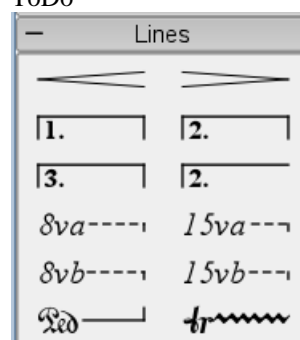 ToDo
Lines
1. 2.
3. 2.
8va 15va
8vb 15vb
Ped tr